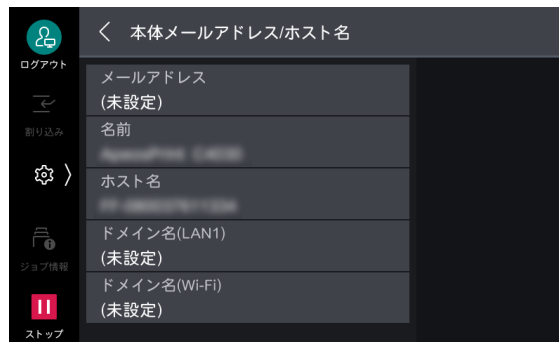 本体メールアドレス/ホスト名
ログアウト
メールアドレス
(未設定)
割り込み
名前
ホスト名
ドメイン名(LAN1)
(未設定)
ジョブ情報
ドメイン名(Wi-Fi)
(未設定)
ストップ